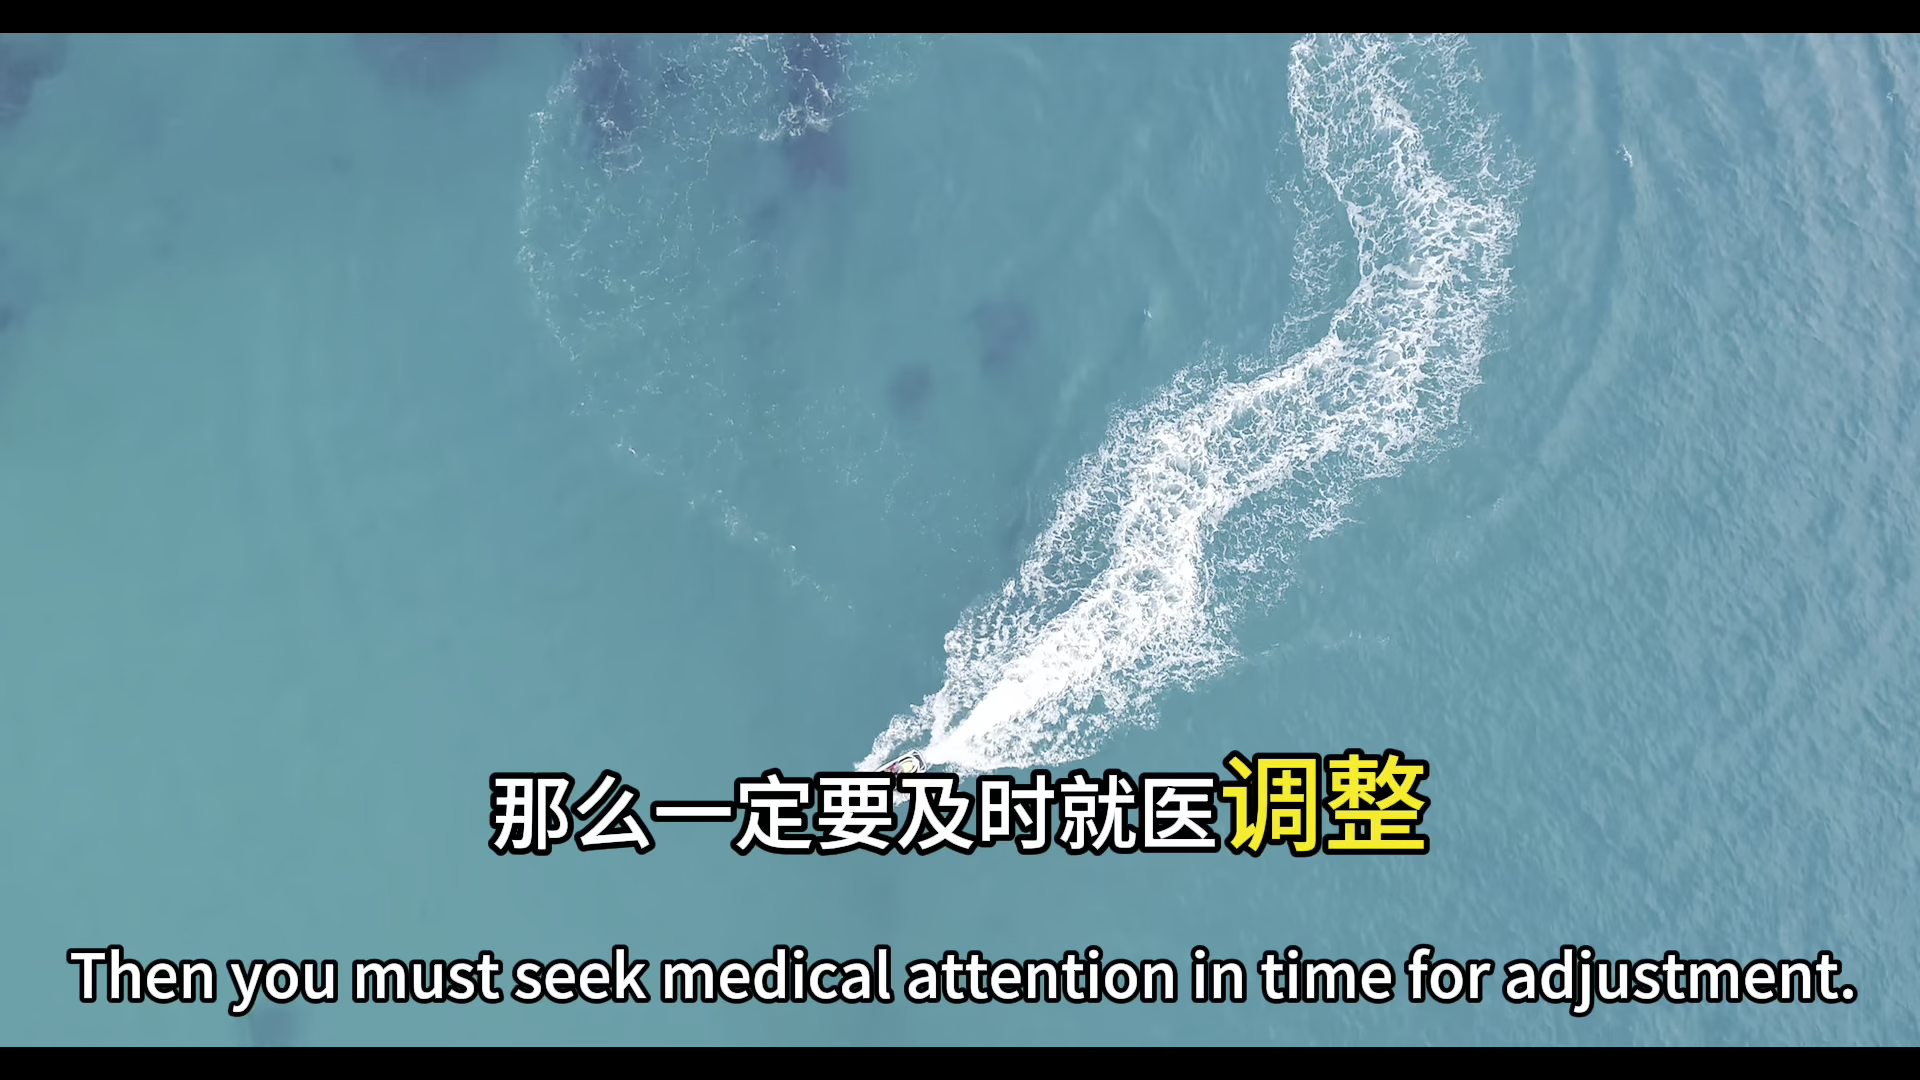 那么一定要及时就医调整
Then you must seek medical attention in time for adjustment.